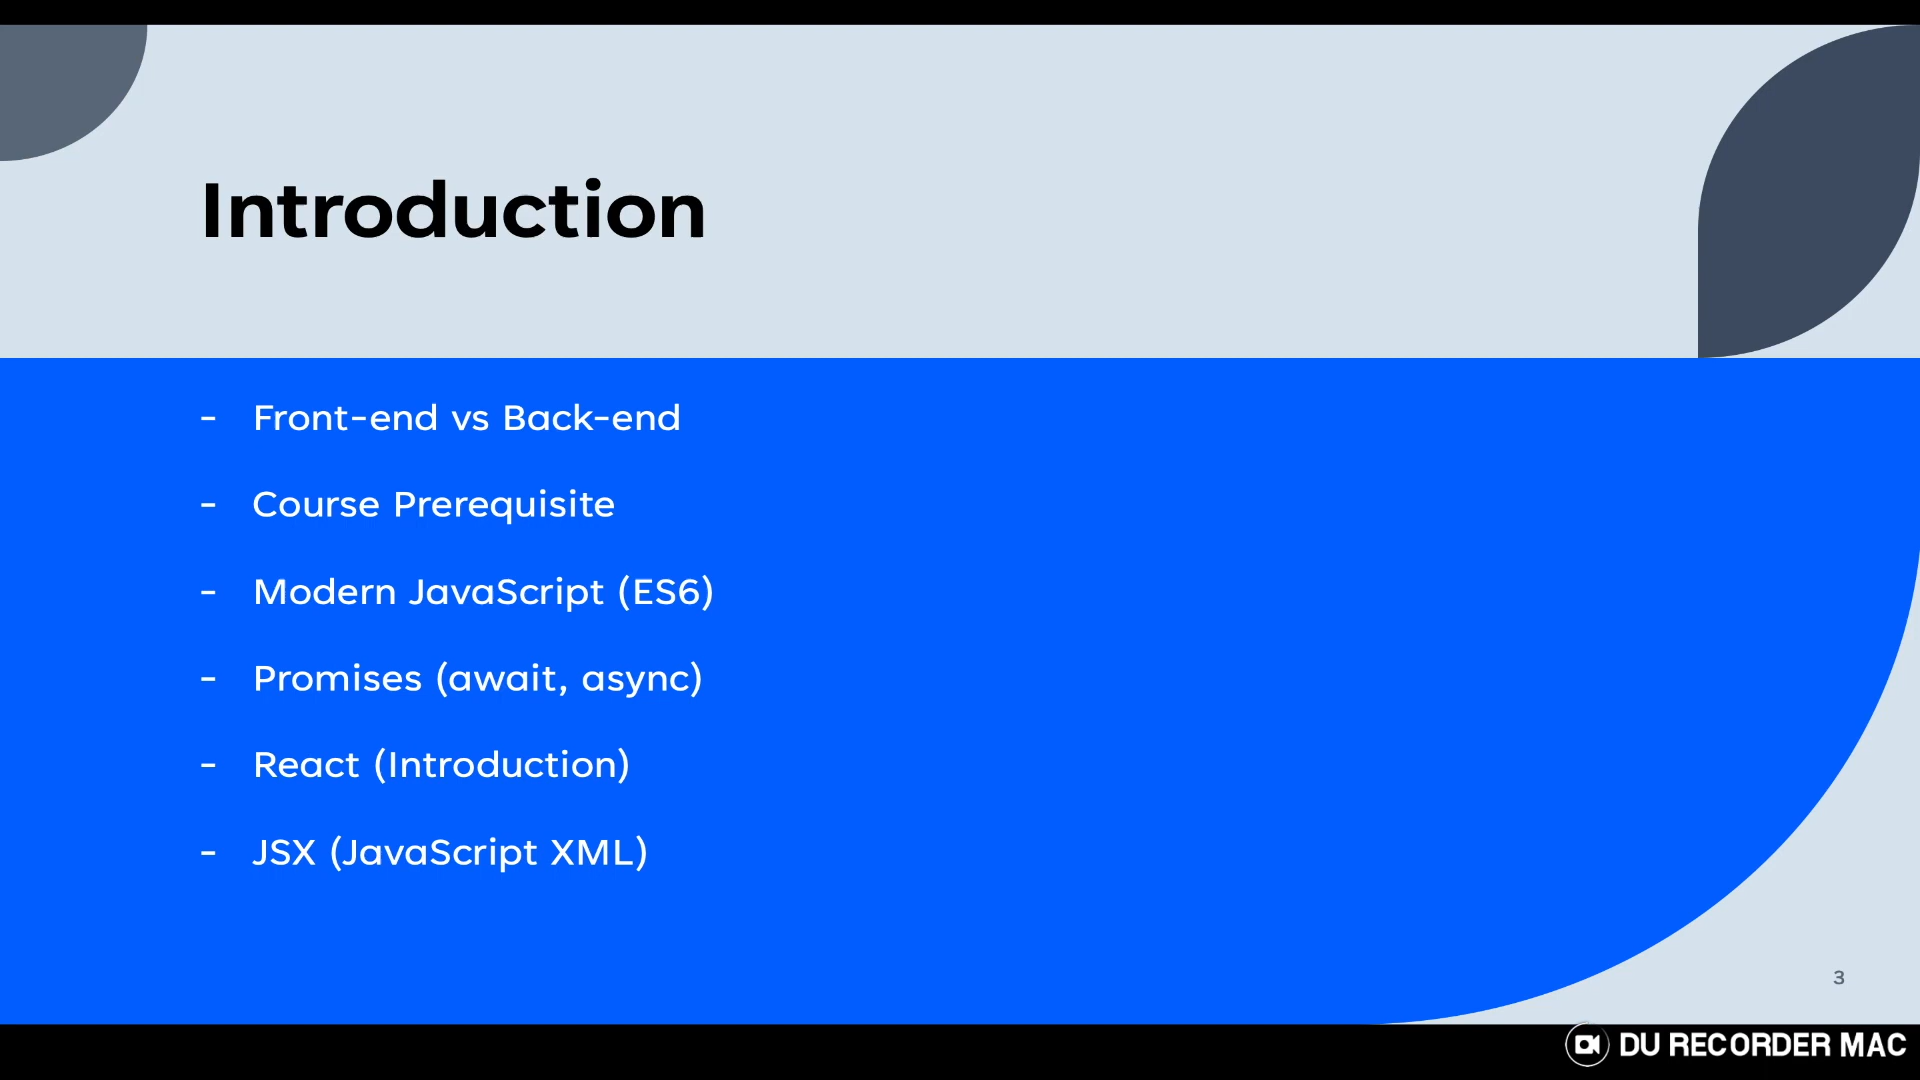 Introduction
- Front-end vs Back-end
- Course Prerequisite
- Modern JavaScript (ES6)
- Promises (await, async)
- React (Introduction)
- JSX (JavaScript XML)
3
DU RECORDER MAC